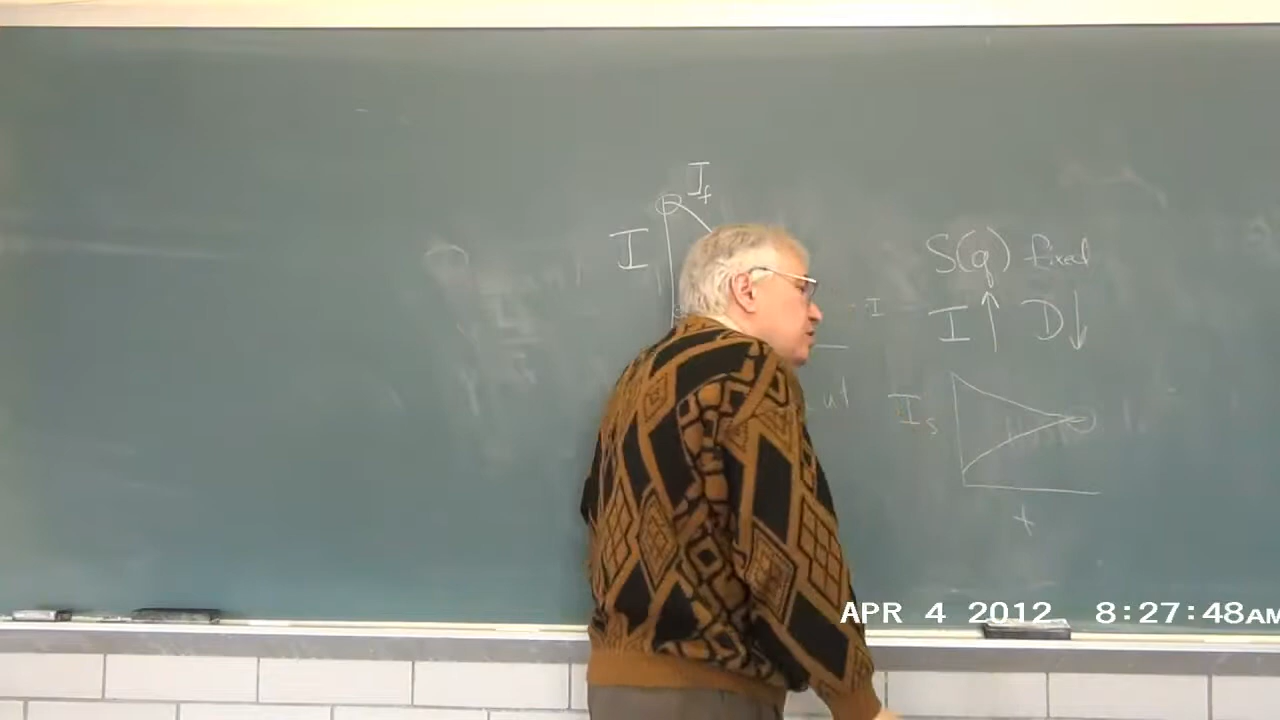 I_f
I
I
S(q) fixed
I ↑ D ↓
I_s
t
APR 4 2012 8:27:48AM